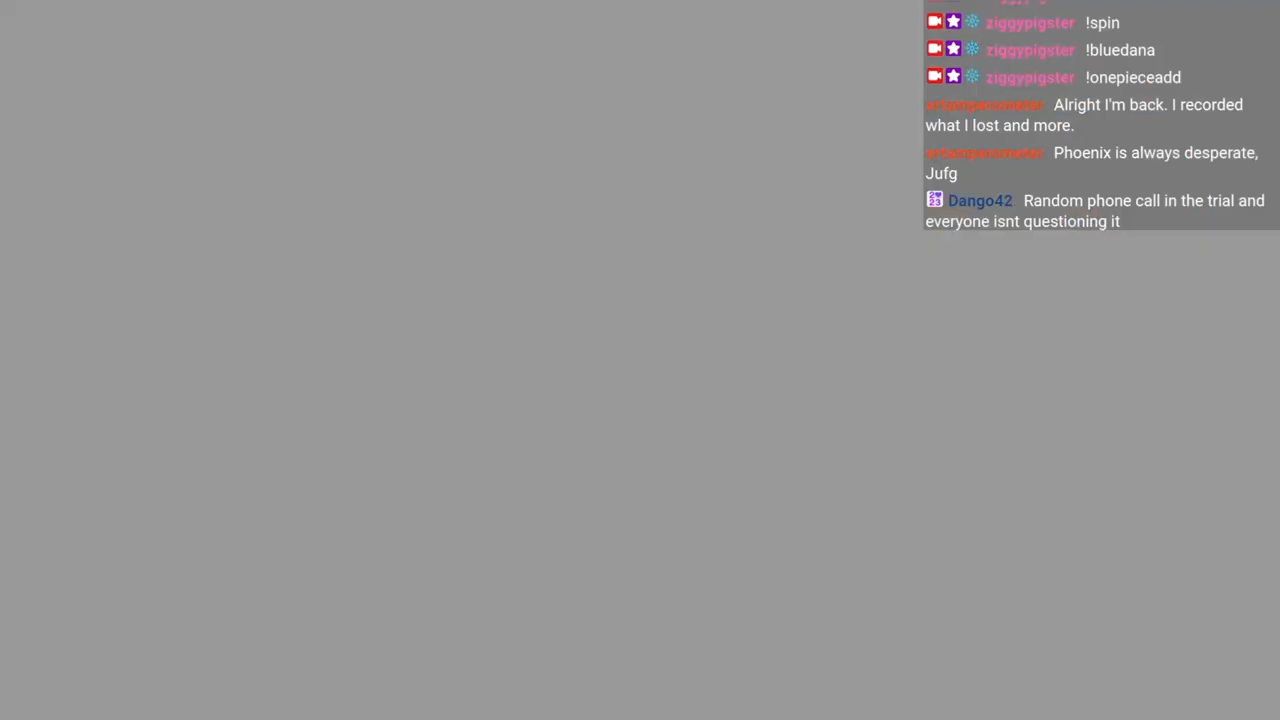 ziggypigster !spin
ziggypigster !bluedana
ziggypigster !onepieceadd
Alright I'm back. I recorded
what I lost and more.
Phoenix is always desperate,
Jufg
Dango42 Random phone call in the trial and
everyone isnt questioning it